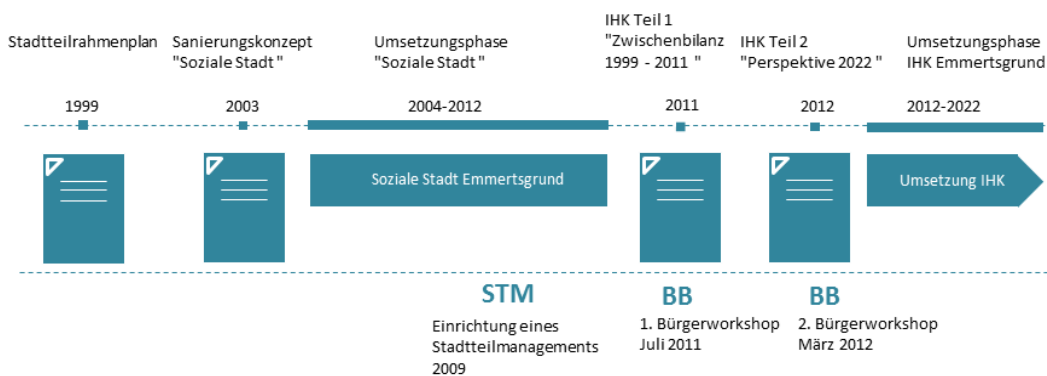 Stadtteilrahmenplan
Sanierungskonzept
"Soziale Stadt "
Umsetzungsphase
"Soziale Stadt "
IHK Teil 1
"Zwischenbilanz
1999 - 2011 "
IHK Teil 2
"Perspektive 2022 "
Umsetzungsphase
IHK Emmertsgrund
1999
2003
2004-2012
2011
2012
2012-2022
Soziale Stadt Emmertsgrund
Umsetzung IHK
STM
Einrichtung eines
Stadtteilmanagements
2009
BB
1. Bürgerworkshop
Juli 2011
BB
2. Bürgerworkshop
März 2012